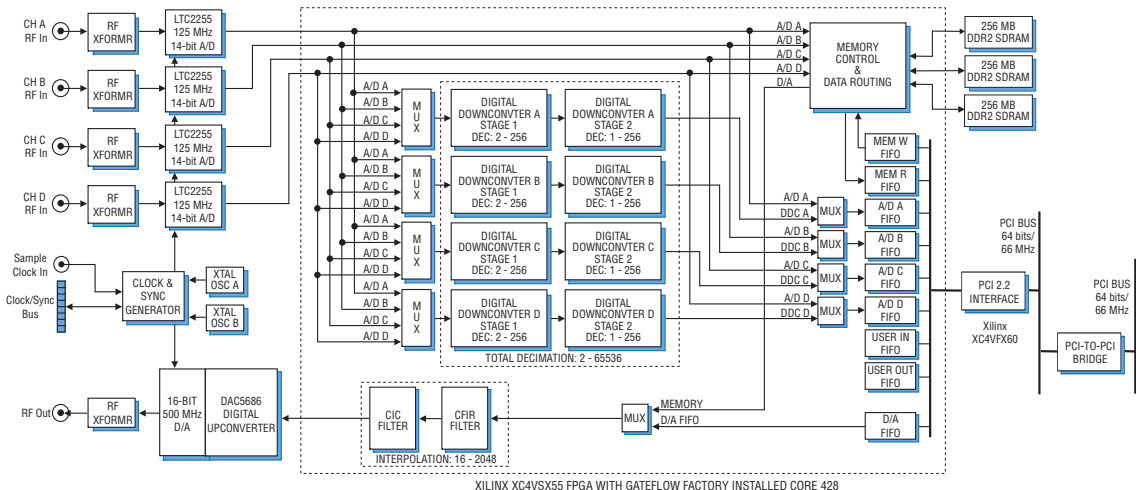 CH A
RF In
RF
XFORMR
LTC2255
125 MHz
14-bit A/D
CH B
RF In
RF
XFORMR
LTC2255
125 MHz
14-bit A/D
CH C
RF In
RF
XFORMR
LTC2255
125 MHz
14-bit A/D
CH D
RF In
RF
XFORMR
LTC2255
125 MHz
14-bit A/D
Sample
Clock In
Clock/Sync
Bus
CLOCK &
SYNC
GENERATOR
XTAL
OSC A
XTAL
OSC B
RF Out
RF
XFORMR
16-BIT
500 MHz
D/A
DAC5686
DIGITAL
UPCONVERTER
A/D A
A/D B
A/D C
A/D D
D/A
MEMORY
CONTROL
&
DATA ROUTING
256 MB
DDR2 SDRAM
256 MB
DDR2 SDRAM
256 MB
DDR2 SDRAM
A/D A
A/D B
A/D C
A/D D
MUX
DIGITAL
DOWNCONVTER A
STAGE 1
DEC: 2 - 256
DIGITAL
DOWNCONVTER A
STAGE 2
DEC: 1 - 256
A/D A
A/D B
A/D C
A/D D
MUX
DIGITAL
DOWNCONVTER B
STAGE 1
DEC: 2 - 256
DIGITAL
DOWNCONVTER B
STAGE 2
DEC: 1 - 256
A/D A
A/D B
A/D C
A/D D
MUX
DIGITAL
DOWNCONVTER C
STAGE 1
DEC: 2 - 256
DIGITAL
DOWNCONVTER C
STAGE 2
DEC: 1 - 256
A/D A
A/D B
A/D C
A/D D
MUX
DIGITAL
DOWNCONVTER D
STAGE 1
DEC: 2 - 256
DIGITAL
DOWNCONVTER D
STAGE 2
DEC: 1 - 256
TOTAL DECIMATION: 2 - 65536
MEM W
FIFO
MEM R
FIFO
A/D A
DDC A
MUX
A/D A
FIFO
A/D B
DDC B
MUX
A/D B
FIFO
A/D C
DDC C
MUX
A/D C
FIFO
A/D D
DDC D
MUX
A/D D
FIFO
USER IN
FIFO
USER OUT
FIFO
D/A
FIFO
MEMORY
D/A FIFO
MUX
CFIR
FILTER
CIC
FILTER
INTERPOLATION: 16 - 2048
PCI 2.2
INTERFACE
Xilinx
XC4VFX60
PCI BUS
64 bits/
66 MHz
PCI-TO-PCI
BRIDGE
PCI BUS
64 bits/
66 MHz
XILINX XC4VSX55 FPGA WITH GATEFLOW FACTORY INSTALLED CORE 428